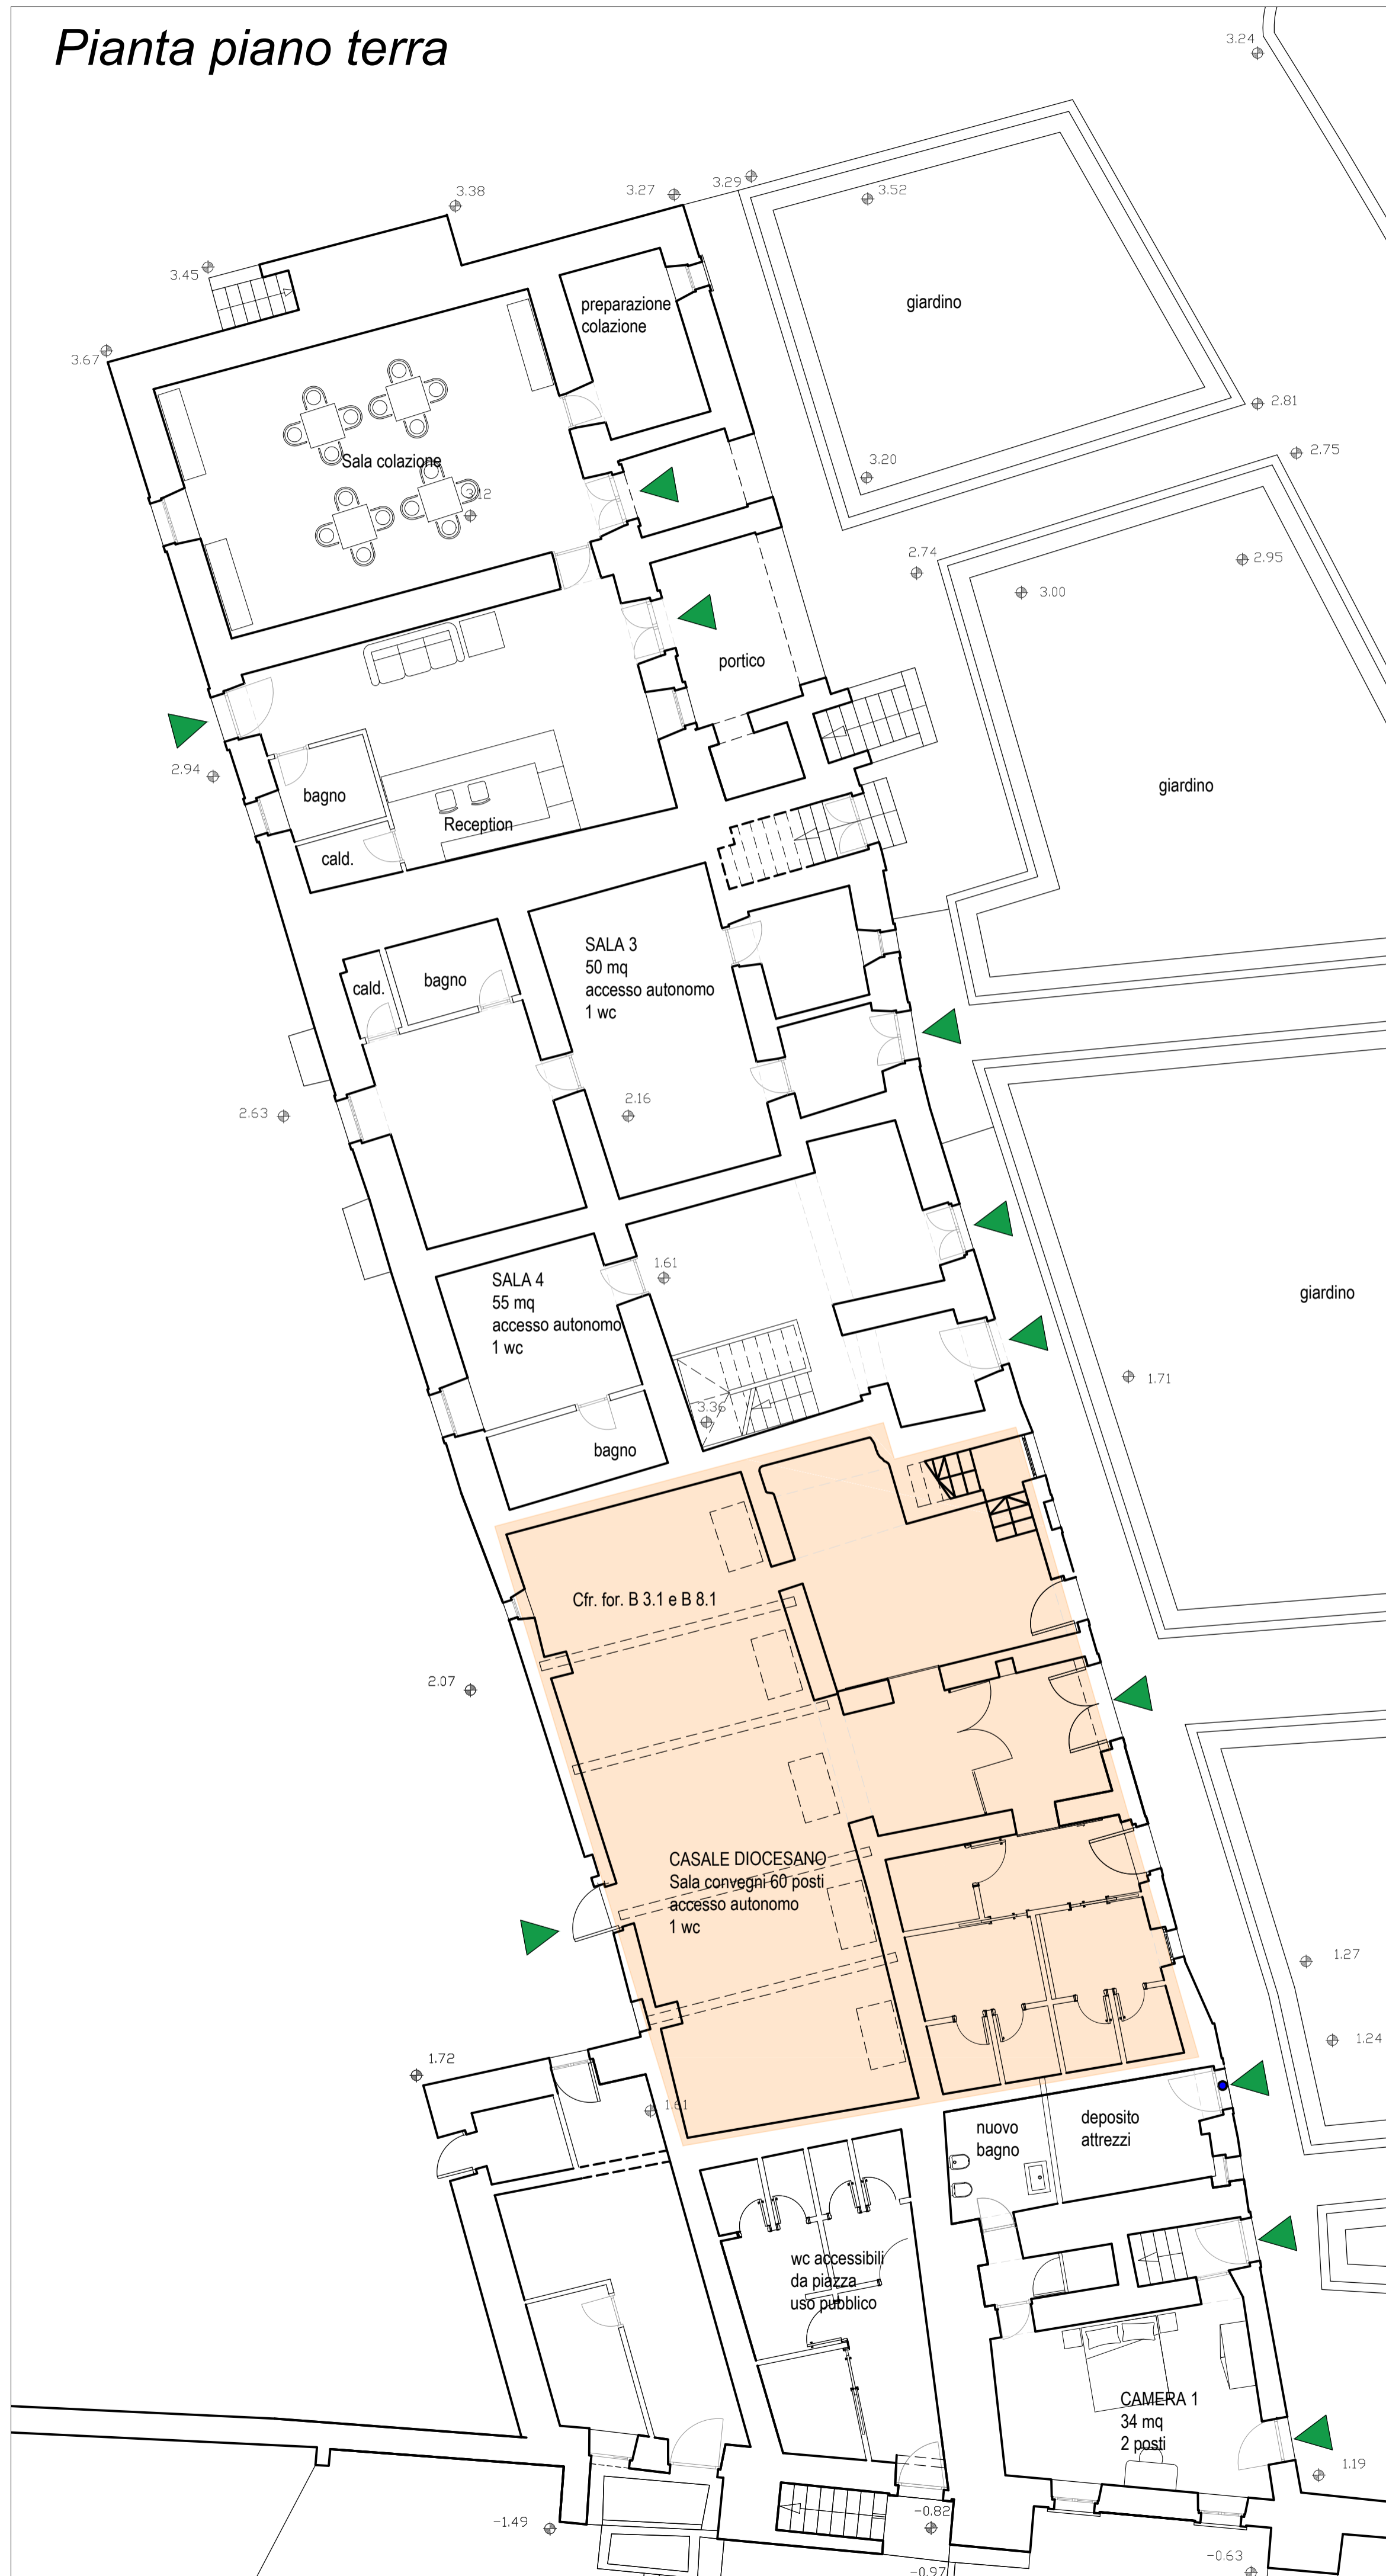 Pianta piano terra
3.24
3.38
3.27
3.29
3.52
3.45
preparazione
colazione
giardino
3.67
2.81
Sala colazione
3.20
2.75
3.12
2.74
2.95
3.00
portico
2.94
bagno
Reception
cald.
giardino
SALA 3
50 mq
accesso autonomo
1 wc
cald.
bagno
2.63
2.16
1.61
SALA 4
55 mq
accesso autonomo
1 wc
giardino
1.71
3.36
bagno
Cfr. for. B 3.1 e B 8.1
2.07
CASALE DIOCESANO
Sala convegni 60 posti
accesso autonomo
1 wc
1.27
1.24
1.72
1.61
nuovo
bagno
deposito
attrezzi
wc accessibili
da piazza
uso pubblico
CAMERA 1
34 mq
2 posti
1.19
-1.49
-0.82
-0.63
-0.97